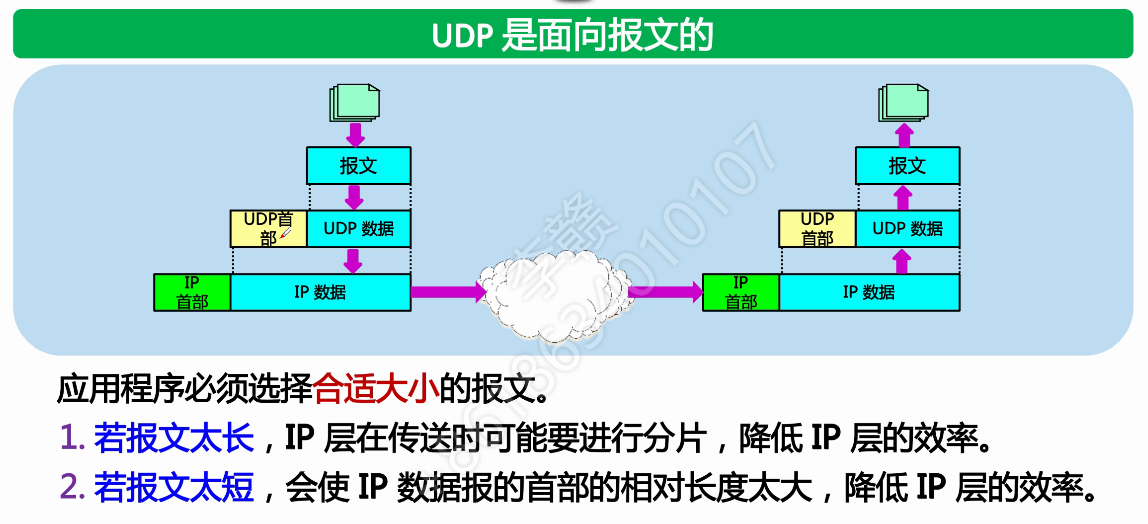 UDP 是面向报文的
报文
报文
UDP首
部
UDP 数据
UDP
首部
UDP 数据
IP
首部
IP 数据
IP
首部
IP 数据
李赣
18618634010107
应用程序必须选择合适大小的报文。
1. 若报文太长，IP 层在传送时可能要进行分片，降低 IP 层的效率。
2. 若报文太短，会使 IP 数据报的首部的相对长度太大，降低 IP 层的效率。